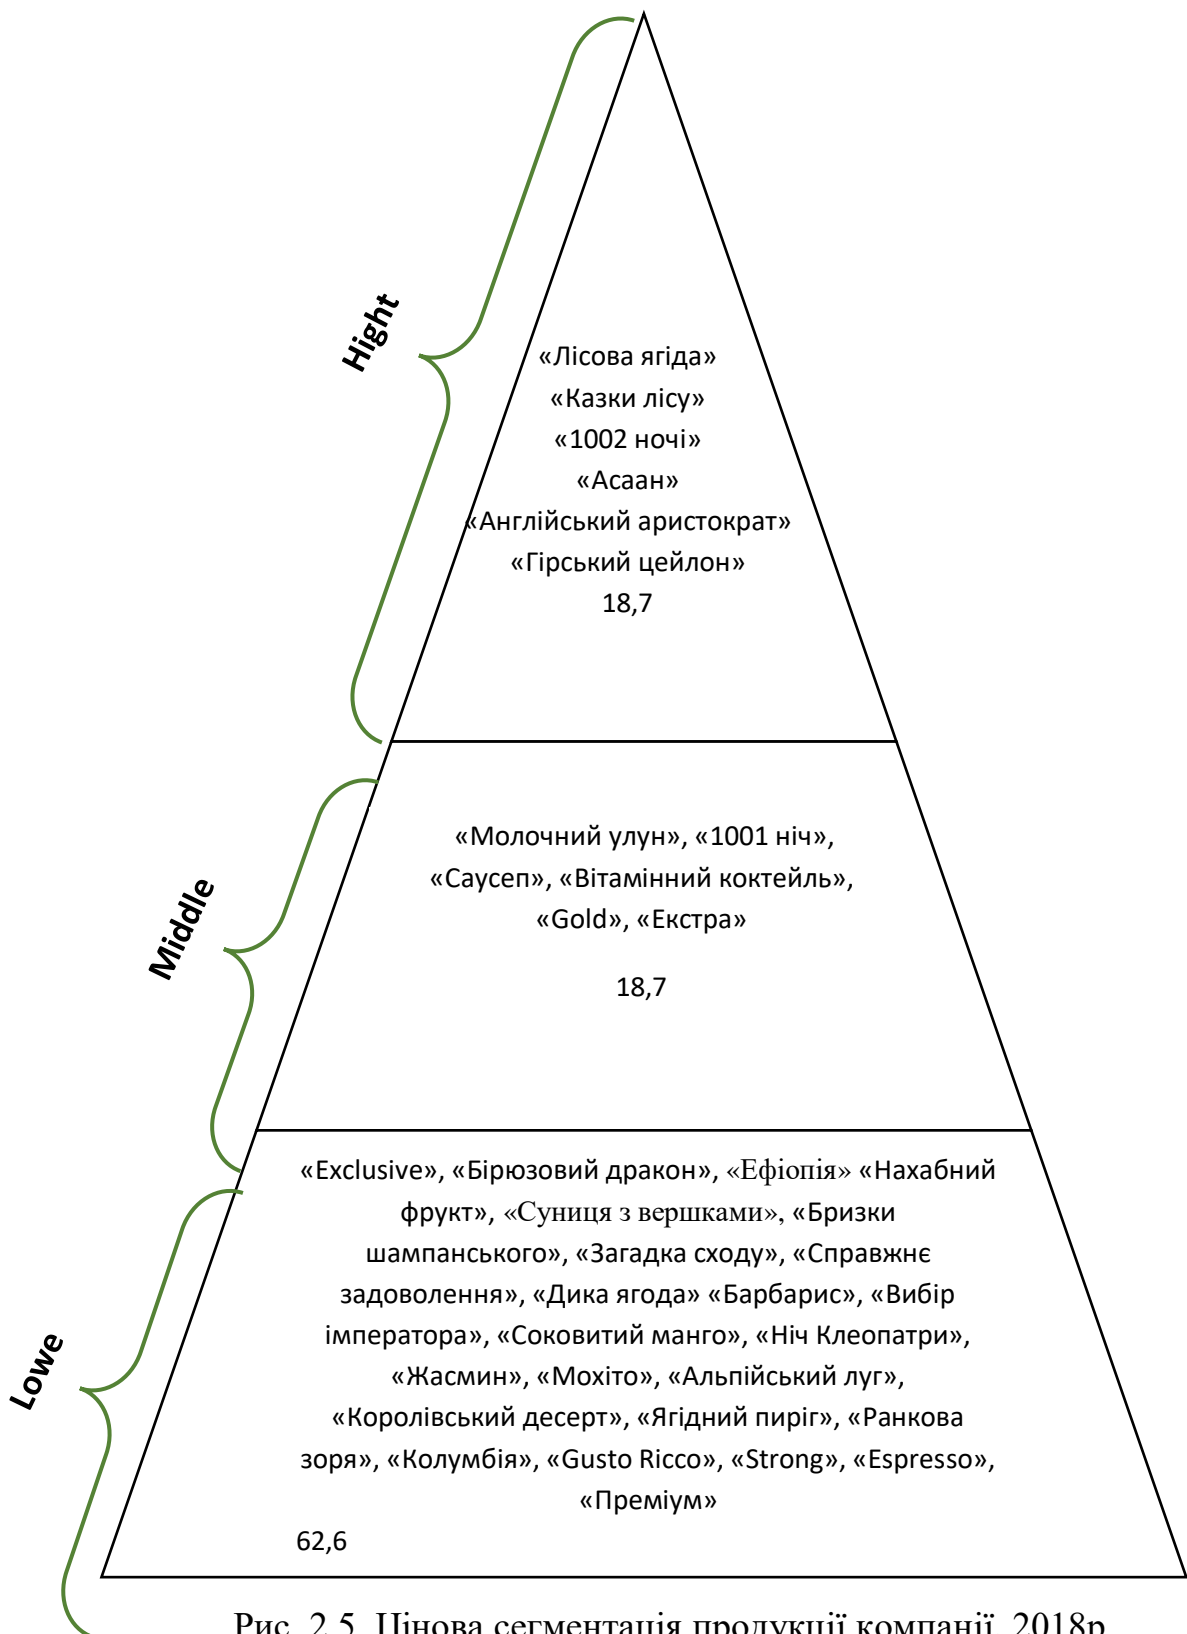 Hight
«Лісова ягіда»
«Казки лісу»
«1002 ночі»
«Асаан»
«Англійський аристократ»
«Гірський цейлон»
18,7
Middle
«Молочний улун», «1001 ніч»,
«Саусеп», «Вітамінний коктейль»,
«Gold», «Екстра»
18,7
Lowe
«Exclusive», «Бірюзовий дракон», «Ефіопія» «Нахабний
фрукт», «Суниця з вершками», «Бризки
шампанського», «Загадка сходу», «Справжнє
задоволення», «Дика ягода» «Барбарис», «Вибір
імператора», «Соковитий манго», «Ніч Клеопатри»,
«Жасмин», «Мохіто», «Альпійський луг»,
«Королівський десерт», «Ягідний пиріг», «Ранкова
зоря», «Колумбія», «Gusto Ricco», «Strong», «Espresso»,
«Преміум»
62,6
Рис. 2.5. Цінова сегментація продукції компанії, 2018р.